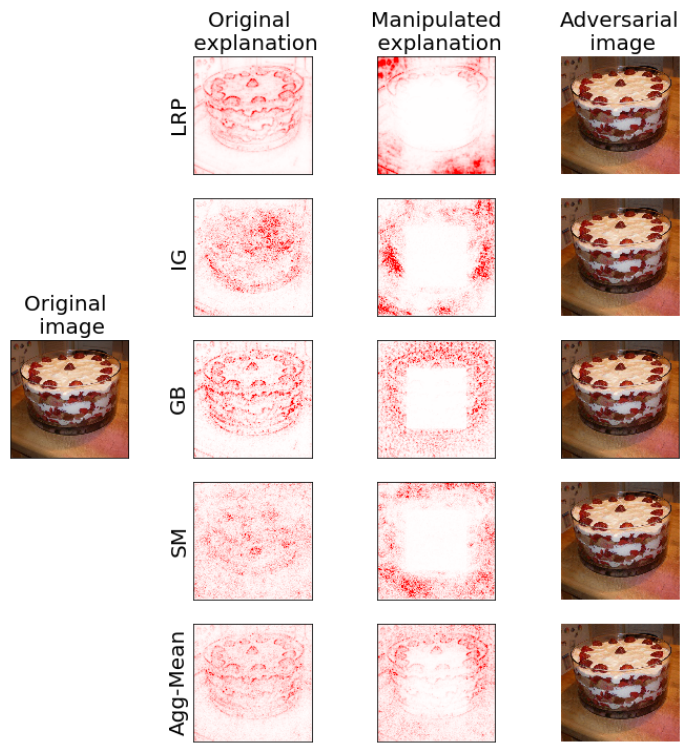 Original
explanation
Manipulated
explanation
Adversarial
image
LRP
IG
Original
image
GB
SM
Agg-Mean